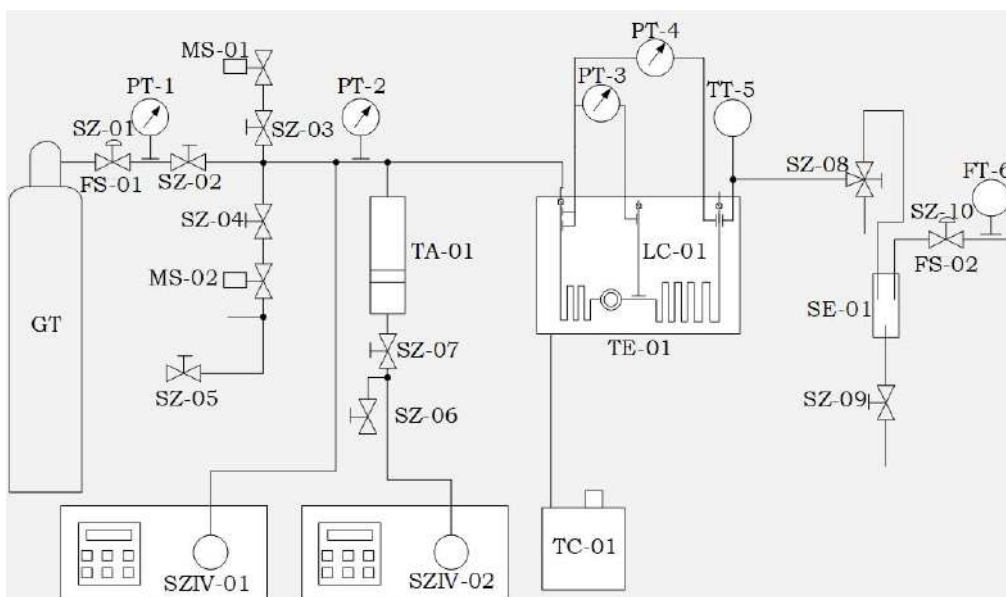 MS-01
PT-4
PT-1
PT-2
PT-3
TT-5
SZ-01
SZ-03
SZ-08
FT-6
FS-01
SZ-02
SZ-04
SZ-10
TA-01
LC-01
FS-02
MS-02
GT
SE-01
SZ-07
TE-01
SZ-05
SZ-06
SZ-09
TC-01
SZIV-01
SZIV-02